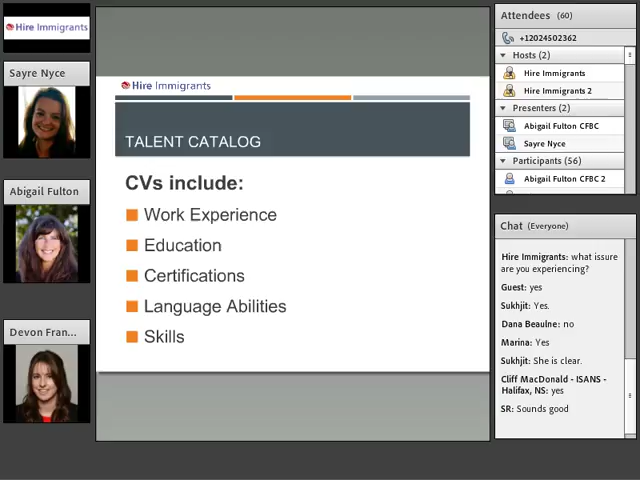 Hire Immigrants
Sayre Nyce
Abigail Fulton
Devon Fran...
Hire Immigrants
TALENT CATALOG
CVs include:
Work Experience
Education
Certifications
Language Abilities
Skills
Attendees (60)
+12024502362
Hosts (2)
Hire Immigrants
Hire Immigrants 2
Presenters (2)
Abigail Fulton CFBC
Sayre Nyce
Participants (56)
Abigail Fulton CFBC 2
Chat (Everyone)
Hire Immigrants: what issure
are you experiencing?
Guest: yes
Sukhjit: Yes.
Dana Beaulne: no
Marina: Yes
Sukhjit: She is clear.
Cliff MacDonald - ISANS -
Halifax, NS: yes
SR: Sounds good